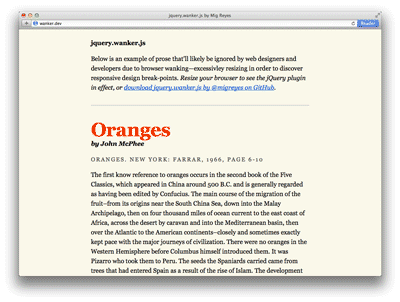 jquery.wanker.js by Mig Reyes
wanker.dev
Reader
jquery.wanker.js
Below is an example of prose that'll likely be ignored by web designers and
developers due to browser wanking—excessivley resizing in order to discover
responsive design break-points. Resize your browser to see the jQuery plugin
in effect, or download jquery.wanker.js by @migreyes on GitHub.
Oranges
by John McPhee
ORANGES. NEW YORK: FARRAR, 1966, PAGE 6-10
The first know reference to oranges occurs in the second book of the Five
Classics, which appeared in China around 500 B.C. and is generally regarded
as having been edited by Confucius. The main course of the migration of the
fruit—from its origins near the South China Sea, down into the Malay
Archipelago, then on four thousand miles of ocean current to the east coast of
Africa, across the desert by caravan and into the Mediterranean basin, then
over the Atlantic to the American continents—closely and sometimes exactly
kept pace with the major journeys of civilization. There were no oranges in the
Western Hemisphere before Columbus himself introduced them. It was
Pizarro who took them to Peru. The seeds the Spaniards carried came from
trees that had entered Spain as a result of the rise of Islam. The development